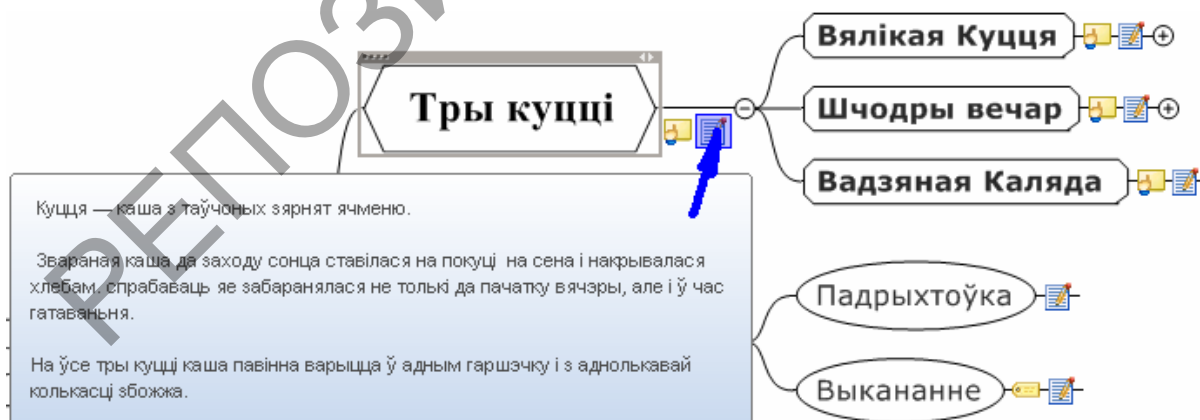 РЕПОЗИ
Вялікая Куцця
Тры куцці
Шчодры вечар
Вадзяная Каляда
Куцця — каша з таўчоных зярнят ячменю.
Звараная каша да заходу сонца ставілася на покуці на сена і накрывалася
хлебам. спрабаваць яе забаранялася не толькі да пачатку вячэры, але і ў час
гатаваньня.
На ўсе тры куцці каша павінна варыцца ў адным гаршэчку і з аднолькавай
колькасці збожжа.
Падрыхтоўка
Выкананне